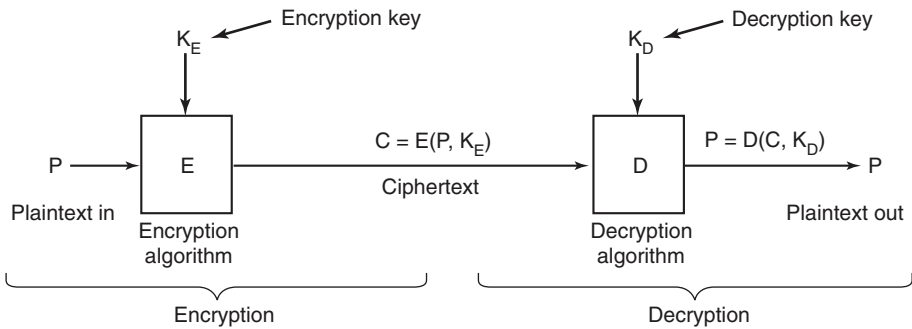 Encryption key
K_E
Decryption key
K_D
P
E
C = E(P, K_E)
Ciphertext
D
P = D(C, K_D)
P
Plaintext in
Encryption
algorithm
Decryption
algorithm
Plaintext out
Encryption
Decryption